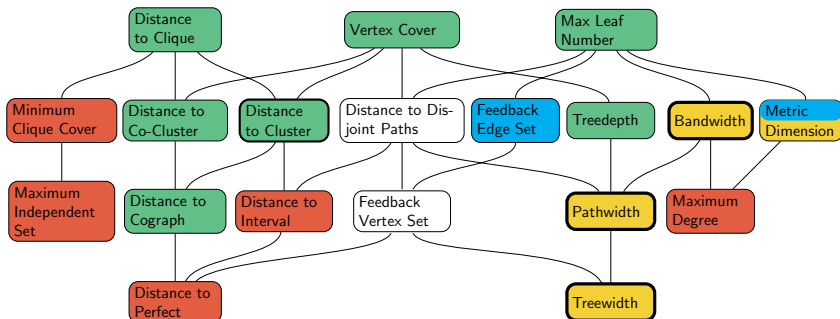 Distance
to Clique
Vertex Cover
Max Leaf
Number
Minimum
Clique Cover
Distance to
Co-Cluster
Distance
to Cluster
Distance to Dis-
joint Paths
Feedback
Edge Set
Treedepth
Bandwidth
Metric
Dimension
Maximum
Independent
Set
Distance to
Cograph
Distance to
Interval
Feedback
Vertex Set
Pathwidth
Maximum
Degree
Distance to
Perfect
Treewidth